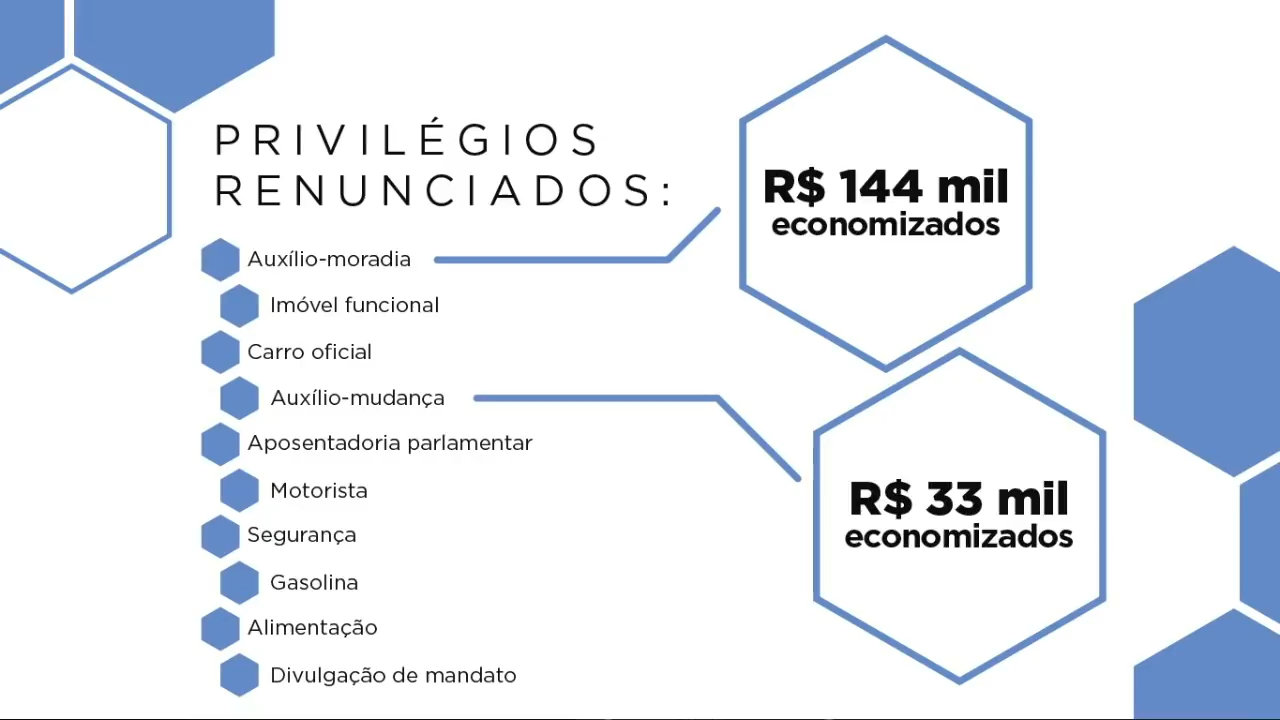 PRIVILÉGIOS
RENUNCIADOS:
Auxílio-moradia
Imóvel funcional
Carro oficial
Auxílio-mudança
Aposentadoria parlamentar
Motorista
Segurança
Gasolina
Alimentação
Divulgação de mandato
R$ 144 mil
economizados
R$ 33 mil
economizados